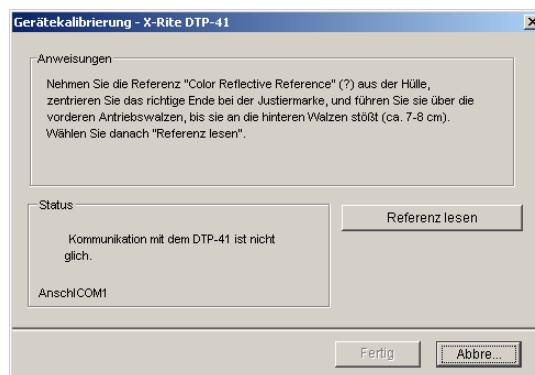 Gerätekalibrierung - X-Rite DTP-41
Anweisungen
Nehmen Sie die Referenz "Color Reflective Reference" (?) aus der Hülle,
zentrieren Sie das richtige Ende bei der Justiermarke, und führen Sie sie über die
vorderen Antriebswalzen, bis sie an die hinteren Walzen stößt (ca. 7-8 cm).
Wählen Sie danach "Referenz lesen".
Status
Kommunikation mit dem DTP-41 ist nicht
glich.
AnschlCOM1
Referenz lesen
Fertig
Abbre...